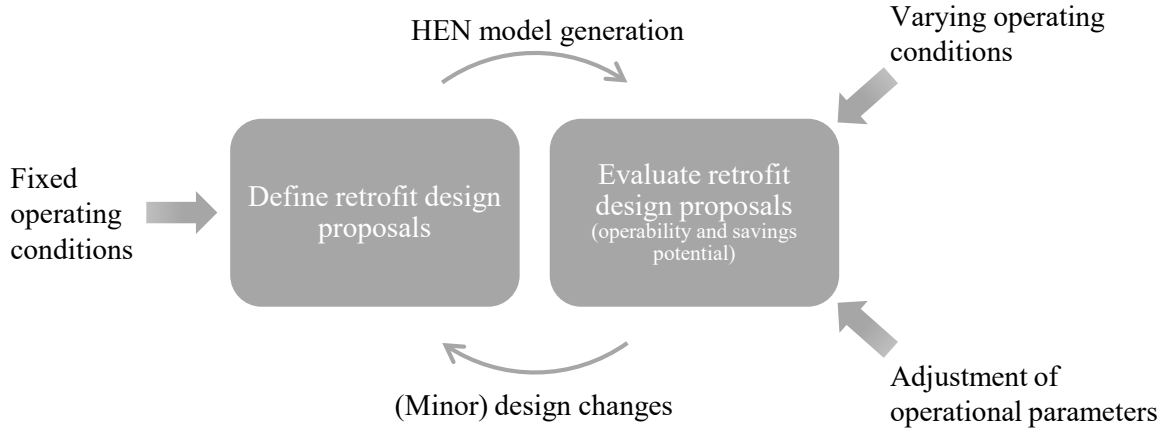 HEN model generation
Varying operating
conditions
Fixed
operating
conditions
Define retrofit design
proposals
Evaluate retrofit
design proposals
(operability and savings
potential)
(Minor) design changes
Adjustment of
operational parameters